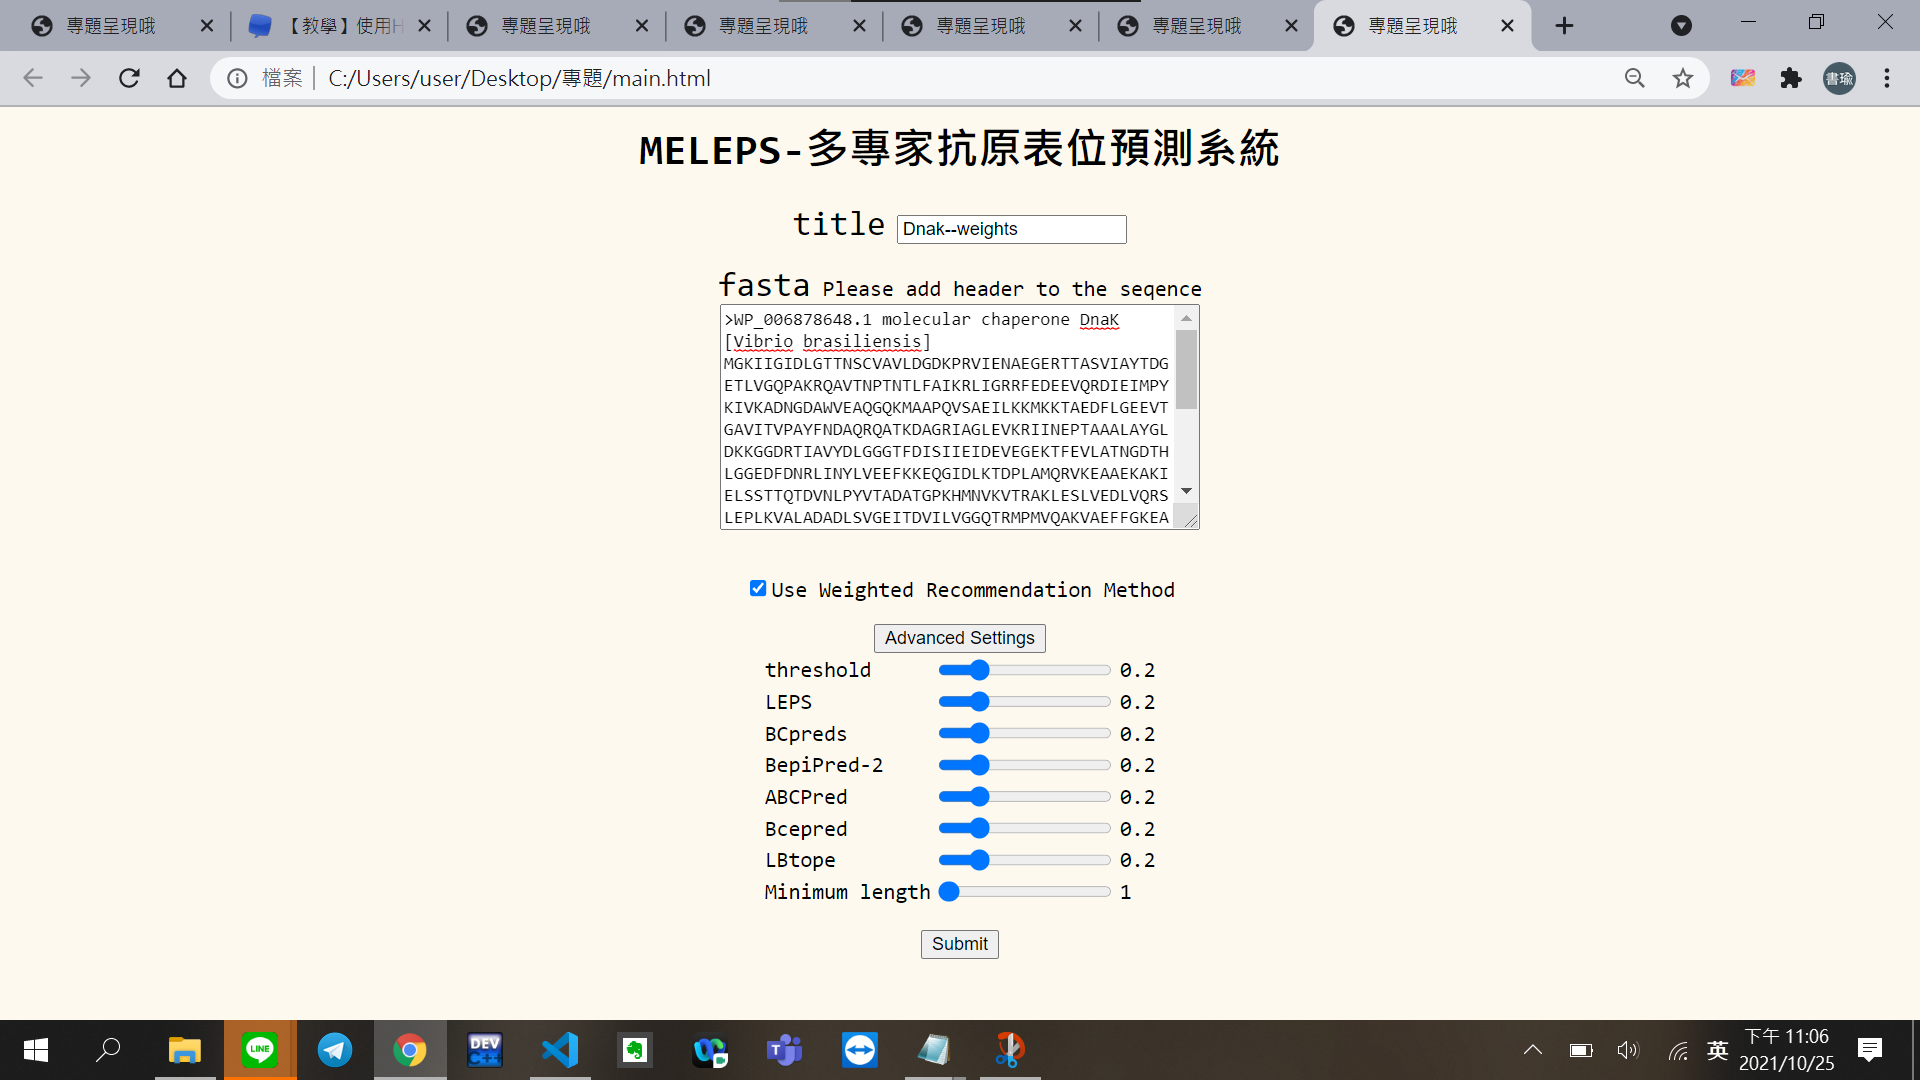 專題呈現哦
【教學】使用H
專題呈現哦
專題呈現哦
專題呈現哦
專題呈現哦
專題呈現哦
檔案 C:/Users/user/Desktop/專題/main.html
書瑜
MELEPS-多專家抗原表位預測系統
title Dnak--weights
fasta Please add header to the seqence
>WP_006878648.1 molecular chaperone DnaK
[Vibrio brasiliensis]
MGKIIGIDLGTTNSCVAVLDGDKPRVIENAEGERTTASVIAYTDG
ETLVGQPAKRQAVTNPTNTLFAIKRLIGRRFEDEEVQRDIEIMPY
KIVKADNGDAWVEAQGQKMAAPQVSAEILKKMKKTAEDFLGEEVT
GAVITVPAYFNDAQRQATKDAGRIAGLEVKRIINEPTAAALAYGL
DKKGGDRTIAVYDLGGGTFDISIIEIDEVEGEKTFEVLATNGDTH
LGGEDFDNRLINYLVEEFKKEQGIDLKTDPLAMQRVKEAAEKAKI
ELSSTTQTDVNLPYVTADATGPKHMNVKVTRAKLESLVEDLVQRS
LEPLKVALADADLSVGEITDVILVGGQTRMPMVQAKVAEFFGKEA
Use Weighted Recommendation Method
Advanced Settings
threshold 0.2
LEPS 0.2
BCpreds 0.2
BepiPred-2 0.2
ABCPred 0.2
Bcepred 0.2
LBtope 0.2
Minimum length 1
Submit
LINE
DEV
C++
T
英
下午 11:06
2021/10/25